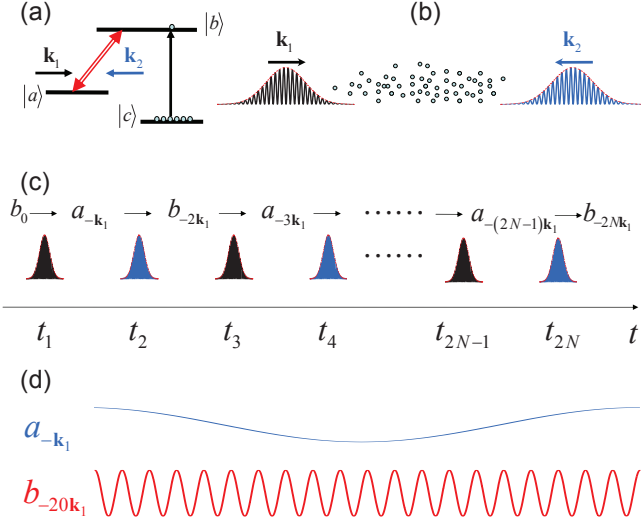 (a)
|b⟩
k₁
k₂
|a⟩
|c⟩
(b)
k₁
k₂
(c)
b₀ → a₋ₖ₁ → b₋₂ₖ₁ → a₋₃ₖ₁ → ······ → a₋(2N−1)k₁ → b₋₂Nk₁
······
t₁ t₂ t₃ t₄ t₂N₋₁ t₂N t
(d)
a₋ₖ₁
b₋₂₀ₖ₁